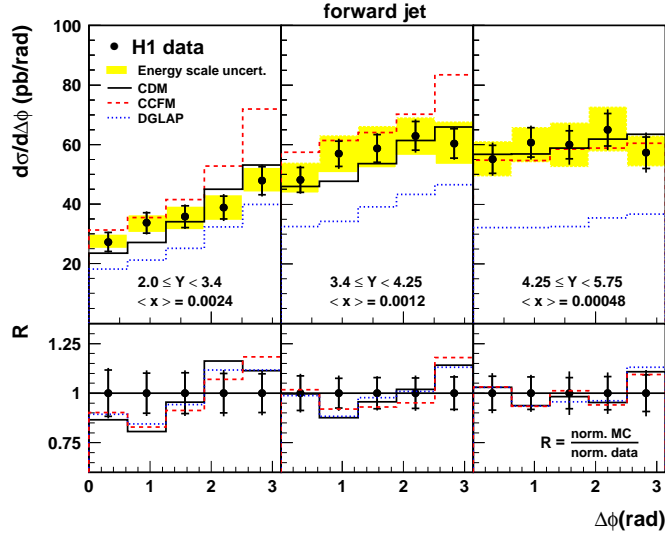 forward jet
dσ/dΔϕ (pb/rad)
100
80
60
40
20
H1 data
Energy scale uncert.
CDM
CCFM
DGLAP
2.0 ≤ Y < 3.4
< x > = 0.0024
3.4 ≤ Y < 4.25
< x > = 0.0012
4.25 ≤ Y < 5.75
< x > = 0.00048
R
1.25
1
0.75
R = norm. MC
norm. data
0 1 2 3 1 2 3 1 2 3
Δϕ(rad)